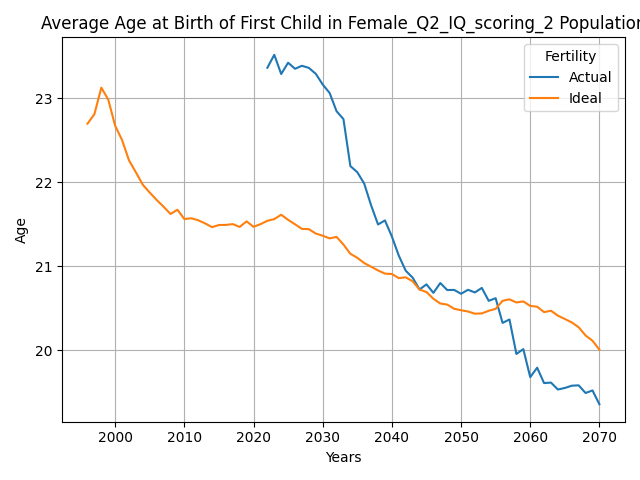 Average Age at Birth of First Child in Female_Q2_IQ_scoring_2 Population
Fertility
Actual
Ideal
Age
23
22
21
20
2000 2010 2020 2030 2040 2050 2060 2070
Years